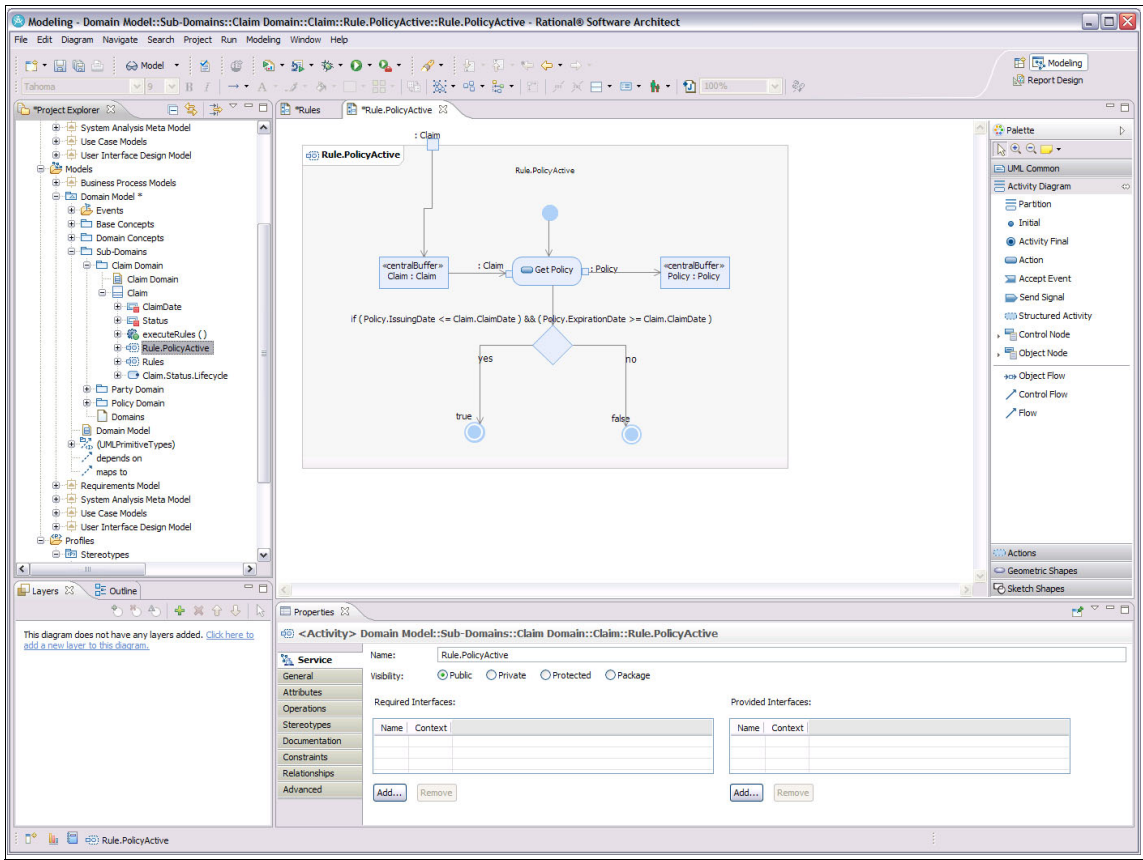 Modeling - Domain Model::Sub-Domains::Claim Domain::Claim::Rule.PolicyActive::Rule.PolicyActive - Rational® Software Architect
File Edit Diagram Navigate Search Project Run Modeling Window Help
Model
Modeling
Report Design
Tahoma 9 B I A 100%
*Project Explorer
System Analysis Meta Model
Use Case Models
User Interface Design Model
Models
Business Process Models
Domain Model *
Events
Base Concepts
Domain Concepts
Sub-Domains
Claim Domain
Claim Domain
Claim
ClaimDate
Status
executeRules ( )
Rule.PolicyActive
Rules
Claim.Status.Lifecycle
Party Domain
Policy Domain
Domains
Domain Model
(UMLPrimitiveTypes)
depends on
maps to
Requirements Model
System Analysis Meta Model
Use Case Models
User Interface Design Model
Profiles
Stereotypes
*Rules *Rule.PolicyActive
: Claim
Rule.PolicyActive
Rule.PolicyActive
«centralBuffer»
Claim : Claim
: Claim
Get Policy
: Policy
«centralBuffer»
Policy : Policy
if ( Policy.IssuingDate <= Claim.ClaimDate ) && ( Policy.ExpirationDate >= Claim.ClaimDate )
yes no
true false
Palette
UML Common
Activity Diagram
Partition
Initial
Activity Final
Action
Accept Event
Send Signal
Structured Activity
Control Node
Object Node
Object Flow
Control Flow
Flow
Actions
Geometric Shapes
Sketch Shapes
Layers Outline
This diagram does not have any layers added. Click here to
add a new layer to this diagram.
Properties
<Activity> Domain Model::Sub-Domains::Claim Domain::Claim::Rule.PolicyActive
Service
General
Attributes
Operations
Stereotypes
Documentation
Constraints
Relationships
Advanced
Name: Rule.PolicyActive
Visibility: Public Private Protected Package
Required Interfaces: Provided Interfaces:
Name Context Name Context
Add... Remove Add... Remove
Rule.PolicyActive